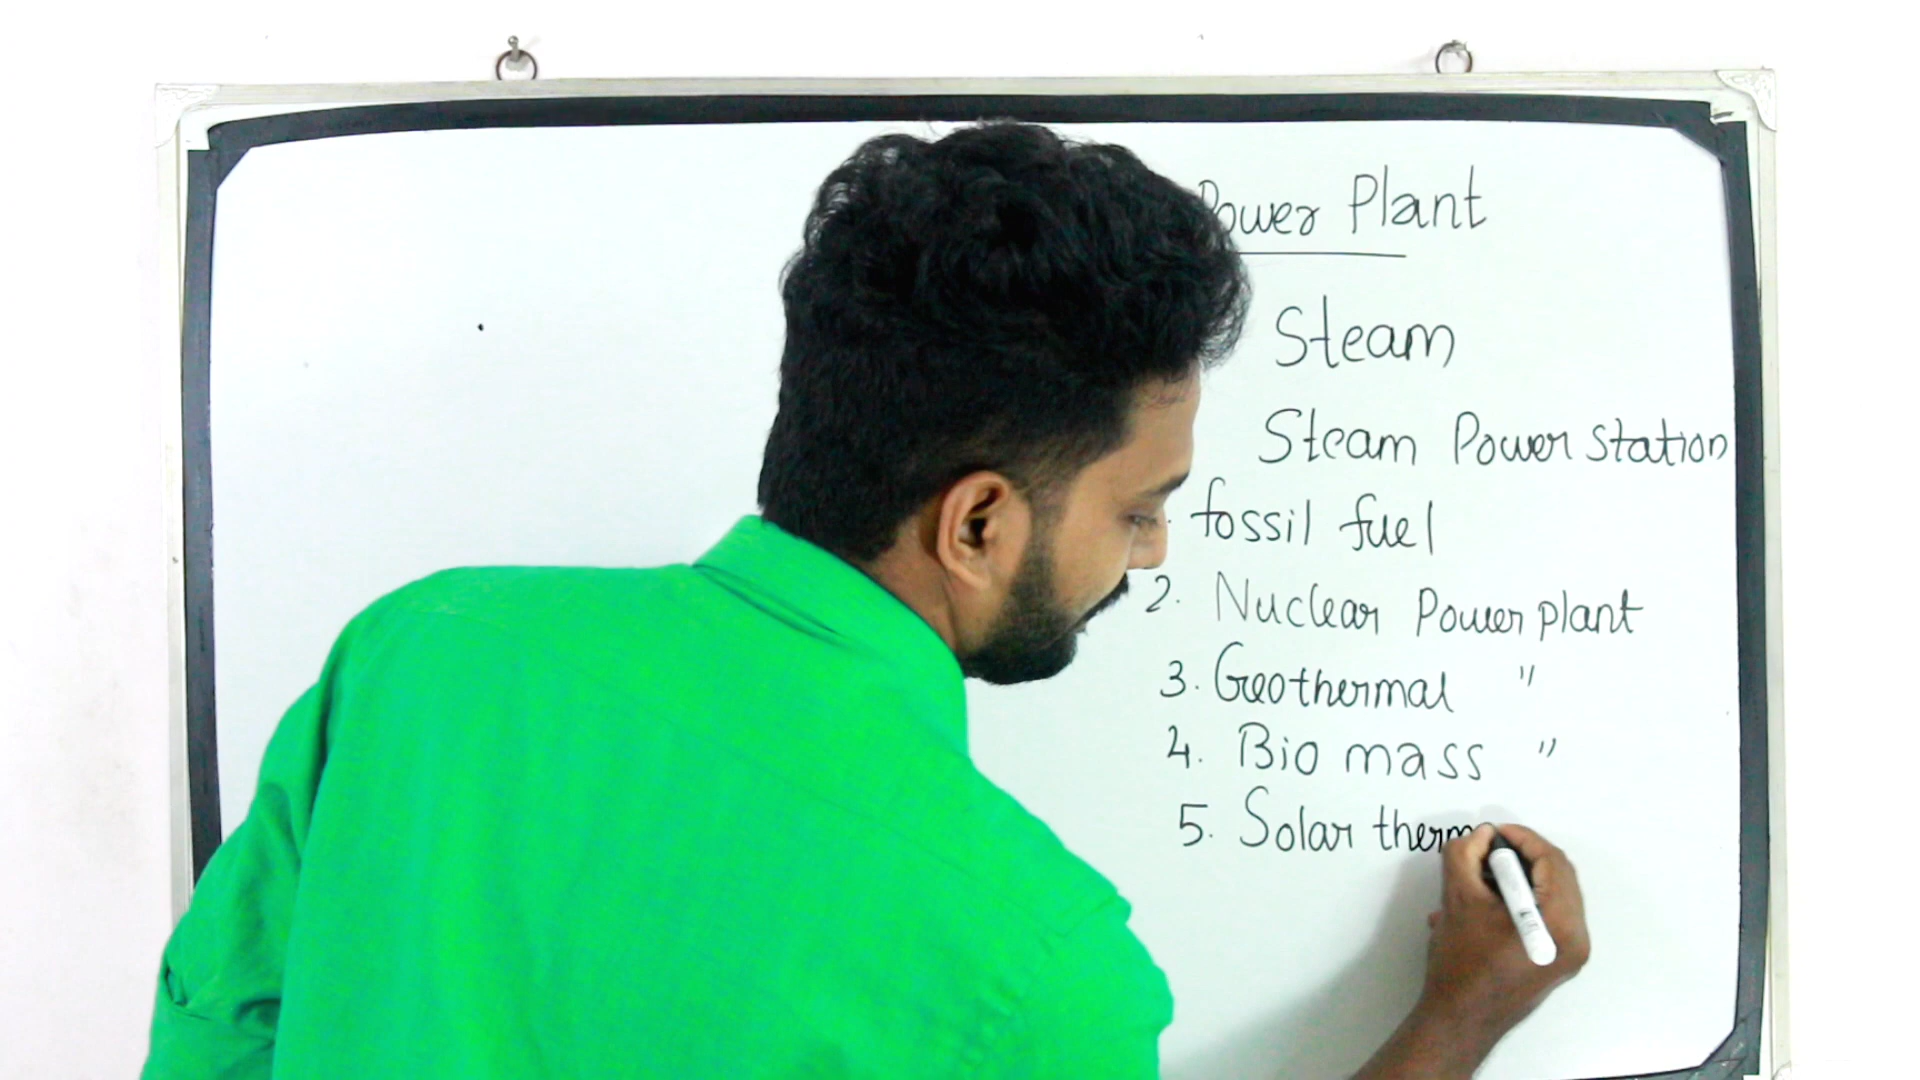 Power Plant
Steam
Steam Power station
fossil fuel
2. Nuclear Power plant
3. Geothermal "
4. Bio mass "
5. Solar therm